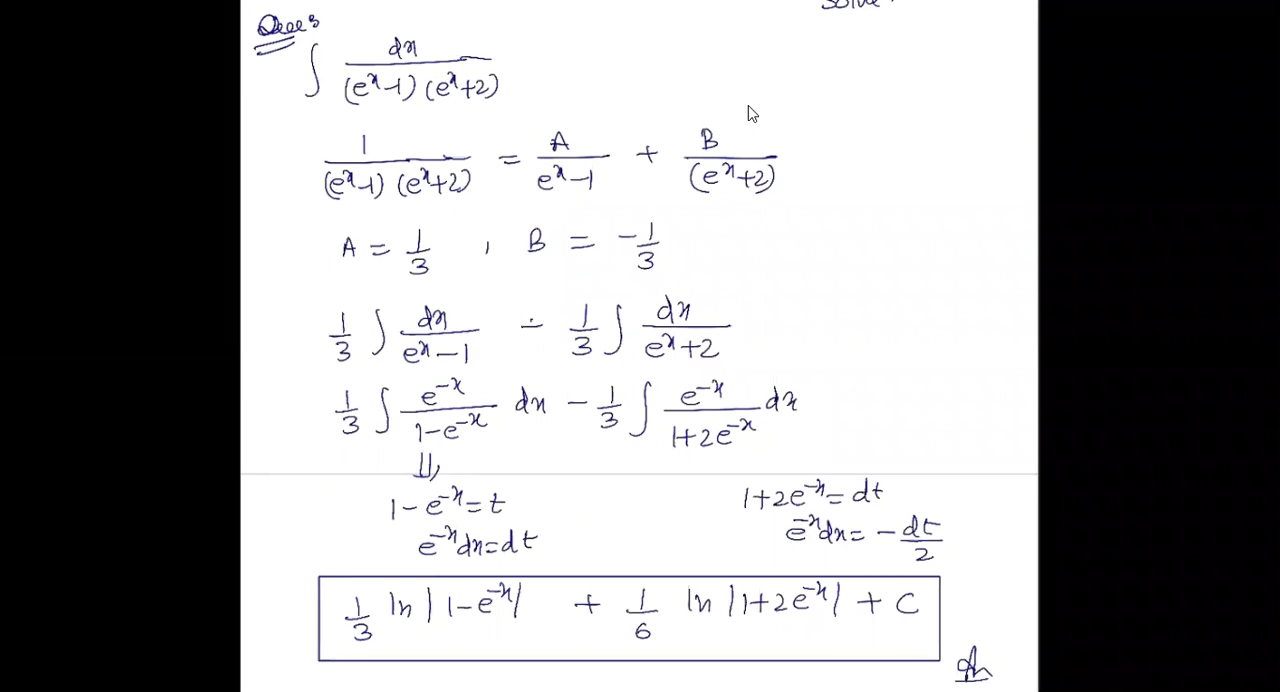 Solve
Ques
∫ dx / (e^x-1) (e^x+2)
1 / (e^x-1) (e^x+2) = A / e^x-1 + B / (e^x+2)
A = 1/3 , B = -1/3
1/3 ∫ dx / e^x-1 - 1/3 ∫ dx / e^x+2
1/3 ∫ e^-x / 1-e^-x dx - 1/3 ∫ e^-x / 1+2e^-x dx
⇓
1-e^-x=t 1+2e^-x=dt
e^-x dx=dt e^-x dx= -dt/2
1/3 ln|1-e^-x| + 1/6 ln|1+2e^-x| + C